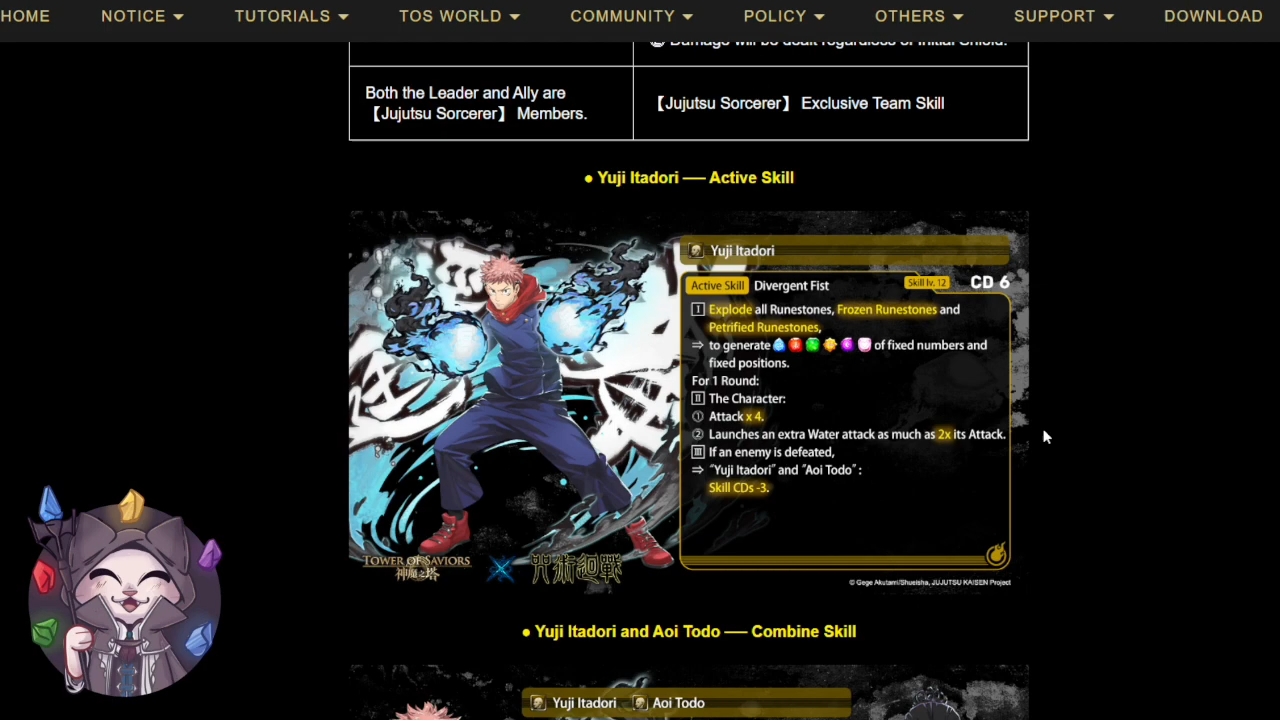 HOME NOTICE TUTORIALS TOS WORLD COMMUNITY POLICY OTHERS SUPPORT DOWNLOAD
② Damage will be dealt regardless of Initial Shield.
Both the Leader and Ally are
【Jujutsu Sorcerer】 Members.
【Jujutsu Sorcerer】 Exclusive Team Skill
● Yuji Itadori ── Active Skill
Yuji Itadori
Active Skill Divergent Fist Skill lv. 12 CD 6
Ⅰ Explode all Runestones, Frozen Runestones and
Petrified Runestones,
⇒ to generate of fixed numbers and
fixed positions.
For 1 Round:
Ⅱ The Character:
① Attack x 4.
② Launches an extra Water attack as much as 2x its Attack.
Ⅲ If an enemy is defeated,
⇒ "Yuji Itadori" and "Aoi Todo" :
Skill CDs -3.
TOWER OF SAVIORS
神魔之塔
呪術廻戦
© Gege Akutami/Shueisha, JUJUTSU KAISEN Project
● Yuji Itadori and Aoi Todo ── Combine Skill
Yuji Itadori Aoi Todo